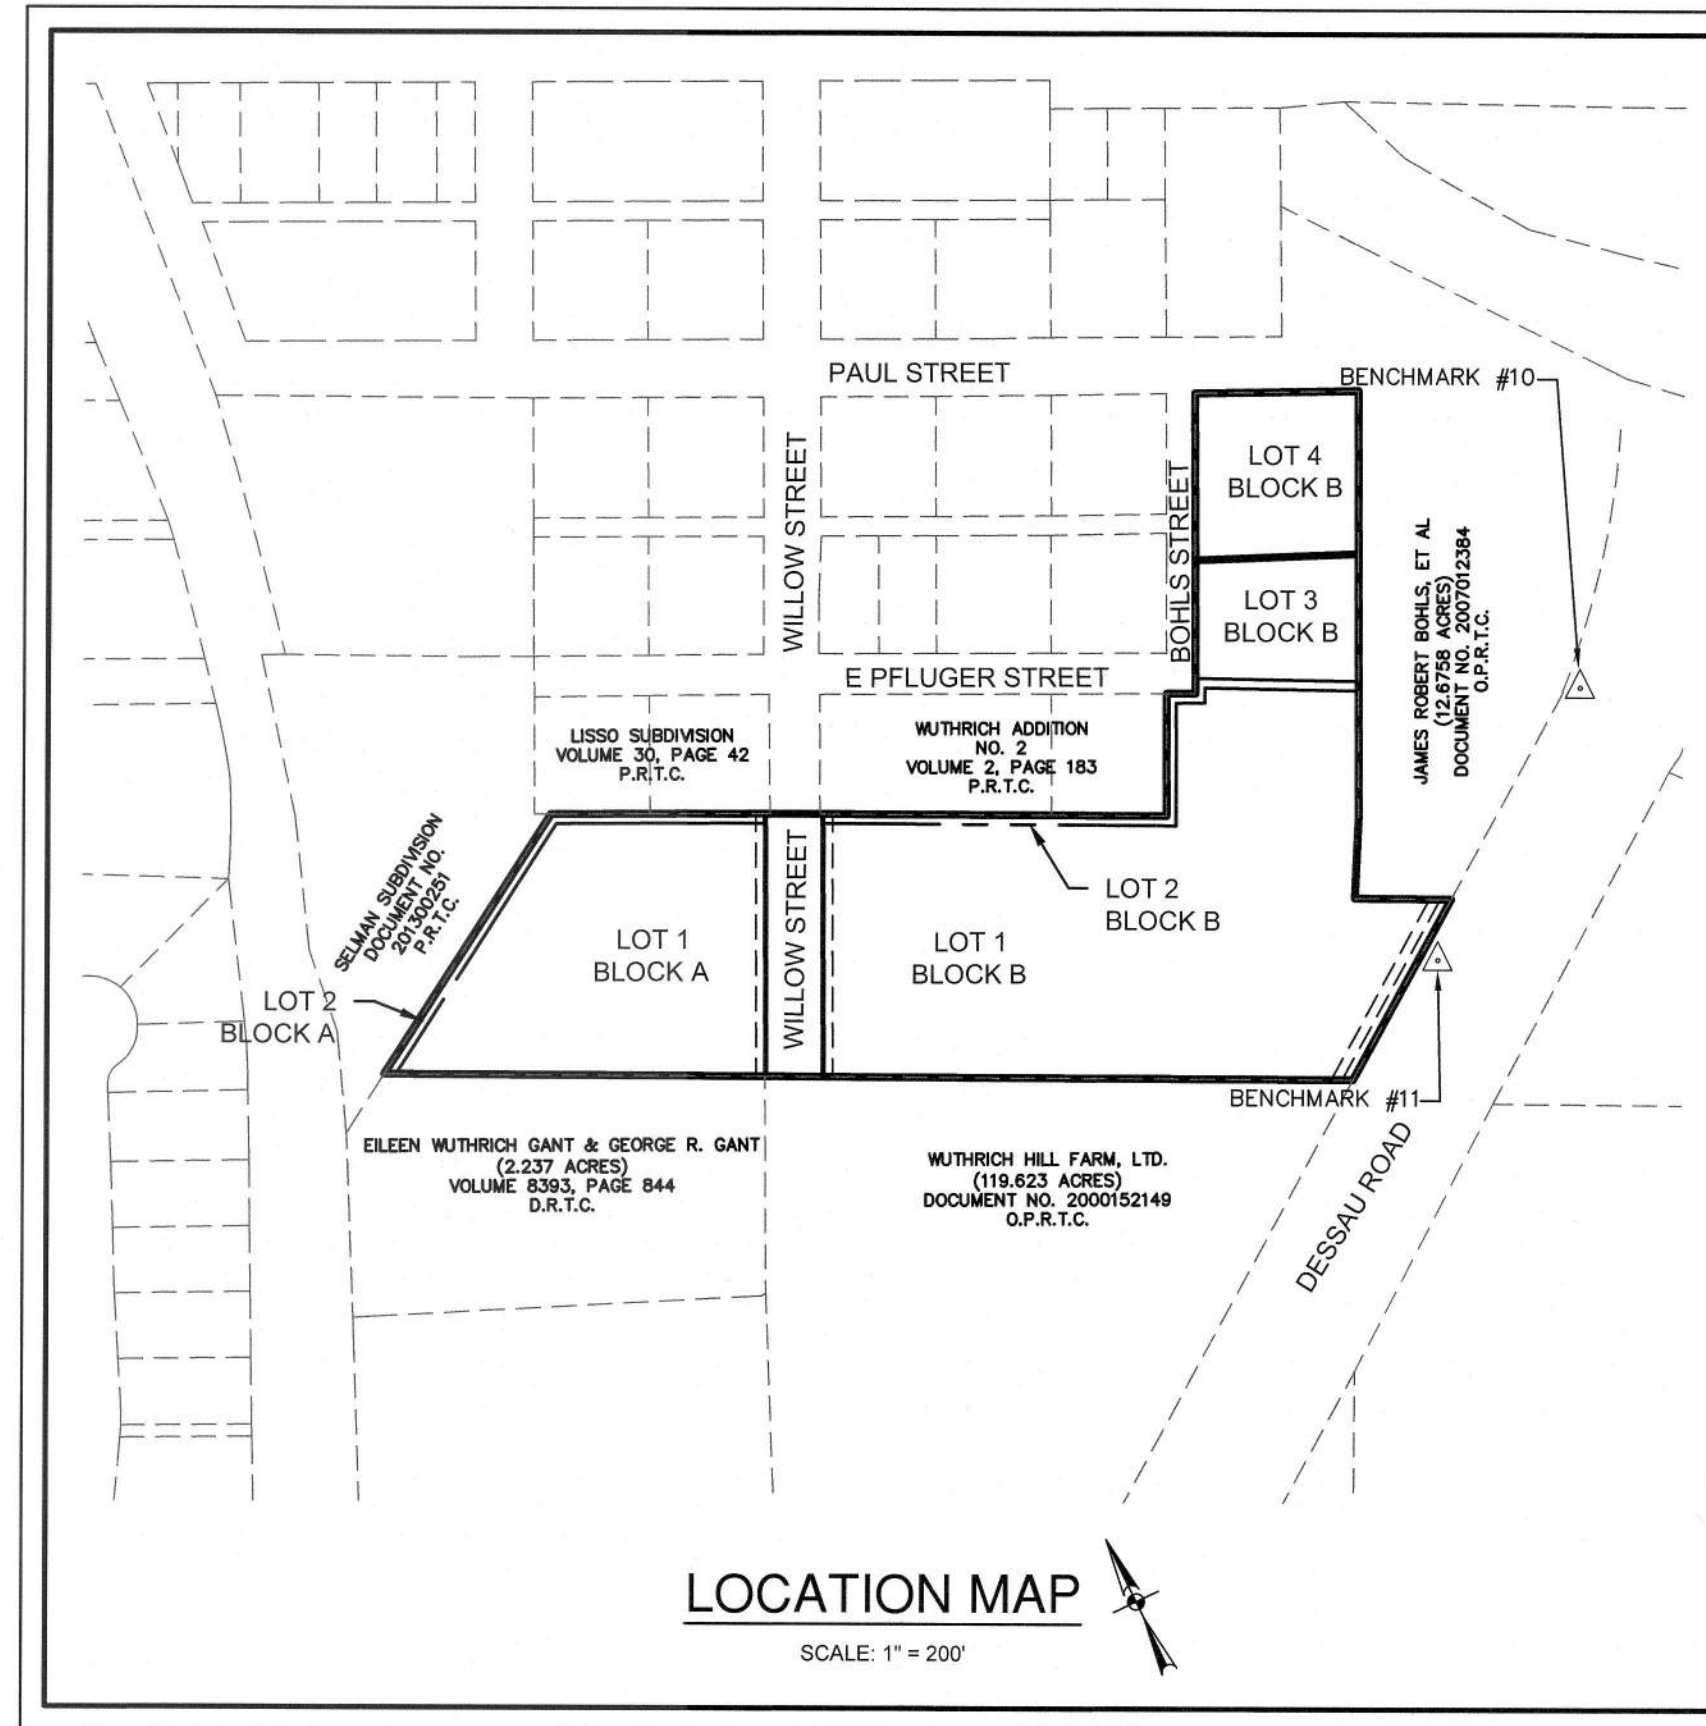 PAUL STREET
BENCHMARK #10
WILLOW STREET
BOHLS STREET
LOT 4
BLOCK B
LOT 3
BLOCK B
JAMES ROBERT BOHLS, ET AL
(12.6758 ACRES)
DOCUMENT NO. 2007012384
O.P.R.T.C.
E PFLUGER STREET
LISSO SUBDIVISION
VOLUME 30, PAGE 42
P.R.T.C.
WUTHRICH ADDITION
NO. 2
VOLUME 2, PAGE 183
P.R.T.C.
SELMAN SUBDIVISION
DOCUMENT NO.
201300251
P.R.T.C.
LOT 2
BLOCK A
LOT 1
BLOCK A
WILLOW STREET
LOT 1
BLOCK B
LOT 2
BLOCK B
BENCHMARK #11
EILEEN WUTHRICH GANT & GEORGE R. GANT
(2.237 ACRES)
VOLUME 8393, PAGE 844
D.R.T.C.
WUTHRICH HILL FARM, LTD.
(119.623 ACRES)
DOCUMENT NO. 2000152149
O.P.R.T.C.
DESSAU ROAD
LOCATION MAP
SCALE: 1" = 200'